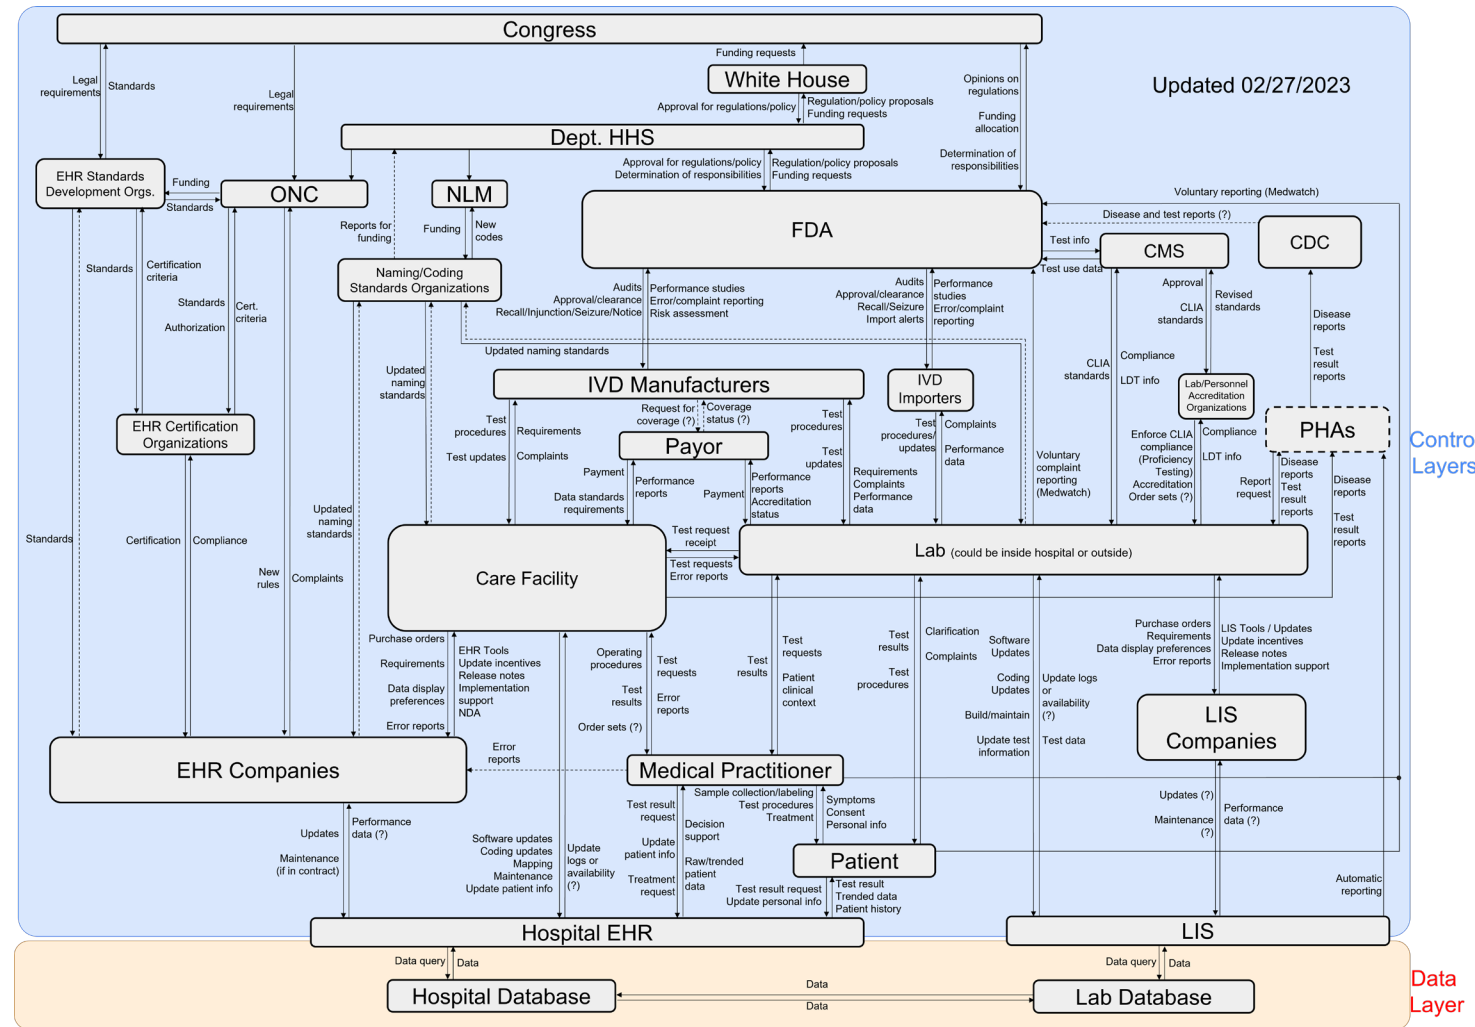 Congress
Funding requests
White House
Updated 02/27/2023
Legal
requirements
Standards
Legal
requirements
Approval for regulations/policy
Regulation/policy proposals
Funding requests
Opinions on
regulations
Funding
allocation
Determination of
responsibilities
Dept. HHS
EHR Standards
Development Orgs.
Funding
Standards
ONC
NLM
Approval for regulations/policy
Determination of responsibilities
Regulation/policy proposals
Funding requests
Voluntary reporting (Medwatch)
Disease and test reports (?)
FDA
Test info
Test use data
CMS
CDC
Reports for
funding
Funding
New
codes
Naming/Coding
Standards Organizations
Standards
Certification
criteria
Standards
Authorization
Cert.
criteria
Audits
Approval/clearance
Recall/Injunction/Seizure/Notice
Performance studies
Error/complaint reporting
Risk assessment
Audits
Approval/clearance
Recall/Seizure
Import alerts
Performance
studies
Error/complaint
reporting
Approval
CLIA
standards
Revised
standards
Disease
reports
Test
result
reports
Updated naming standards
Updated
naming
standards
IVD Manufacturers
IVD
Importers
CLIA
standards
Compliance
LDT info
Lab/Personnel
Accreditation
Organizations
PHAs
Control
Layers
EHR Certification
Organizations
Test
procedures
Test updates
Requirements
Complaints
Request for
coverage (?)
Coverage
status (?)
Payor
Test
procedures
Test
updates
Requirements
Complaints
Performance
data
Test
procedures/
updates
Complaints
Performance
data
Voluntary
complaint
reporting
(Medwatch)
Enforce CLIA
compliance
(Proficiency
Testing)
Accreditation
Order sets (?)
Compliance
LDT info
Report
request
Disease
reports
Test
result
reports
Disease
reports
Test
result
reports
Payment
Data standards
requirements
Performance
reports
Payment
Performance
reports
Accreditation
status
Updated
naming
standards
Standards
Certification
Compliance
New
rules
Complaints
Care Facility
Test request
receipt
Test requests
Error reports
Lab (could be inside hospital or outside)
Purchase orders
Requirements
Data display
preferences
Error reports
EHR Tools
Update incentives
Release notes
Implementation
support
NDA
Operating
procedures
Test
results
Order sets (?)
Test
requests
Error
reports
Test
results
Test
requests
Patient
clinical
context
Test
results
Test
procedures
Clarification
Complaints
Software
Updates
Coding
Updates
Build/maintain
Update test
information
Update logs
or
availability
(?)
Test data
Purchase orders
Requirements
Data display preferences
Error reports
LIS Tools / Updates
Update incentives
Release notes
Implementation support
LIS
Companies
EHR Companies
Error
reports
Medical Practitioner
Updates
Maintenance
(if in contract)
Performance
data (?)
Software updates
Coding updates
Mapping
Maintenance
Update patient info
Update
logs or
availability
(?)
Test result
request
Update
patient info
Treatment
request
Decision
support
Raw/trended
patient
data
Sample collection/labeling
Test procedures
Treatment
Symptoms
Consent
Personal info
Patient
Test result request
Update personal info
Test result
Trended data
Patient history
Updates (?)
Maintenance
(?)
Performance
data (?)
Automatic
reporting
Hospital EHR
LIS
Data query
Data
Data query
Data
Hospital Database
Data
Data
Lab Database
Data
Layer